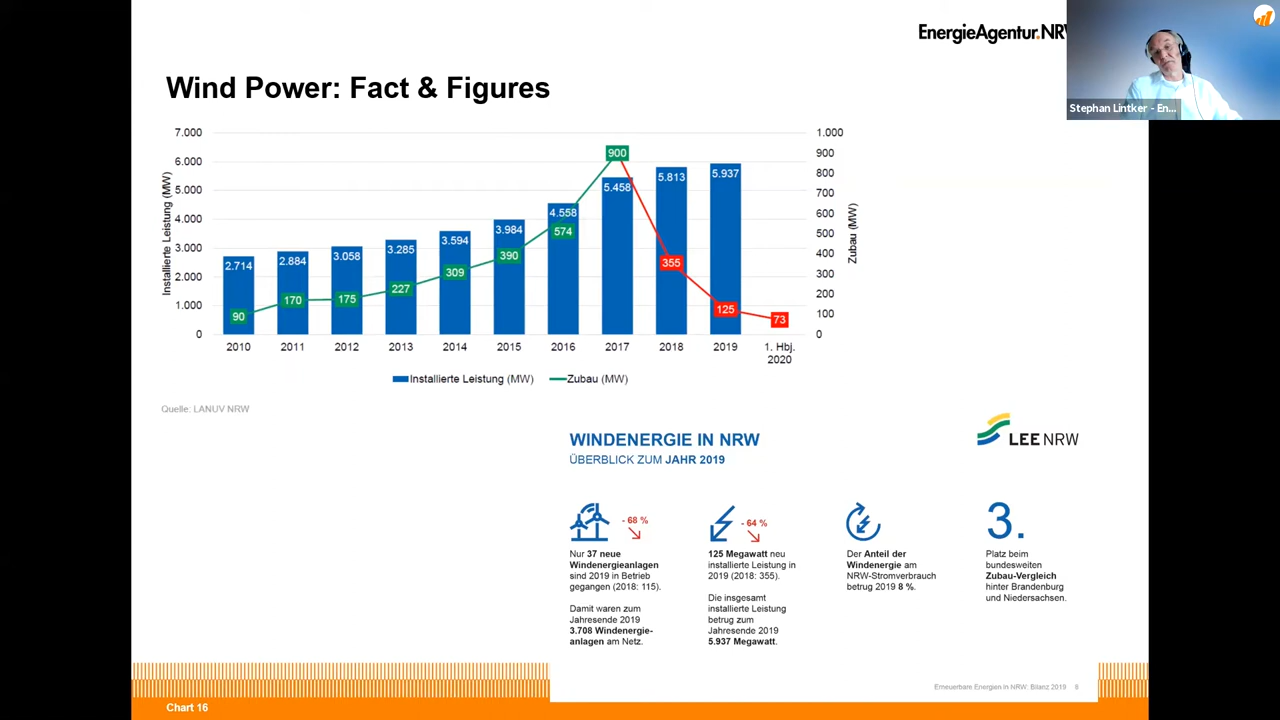 EnergieAgentur.NRW
Stephan Lintker - En...
Wind Power: Fact & Figures
7.000
6.000
5.000
4.000
3.000
2.000
1.000
0
Installierte Leistung (MW)
1.000
900
800
700
600
500
400
300
200
100
0
Zubau (MW)
2.714
2.884
3.058
3.285
3.594
3.984
4.558
5.458
5.813
5.937
90
170
175
227
309
390
574
900
355
125
73
2010
2011
2012
2013
2014
2015
2016
2017
2018
2019
1. Hbj.
2020
Installierte Leistung (MW)
Zubau (MW)
Quelle: LANUV NRW
WINDENERGIE IN NRW
ÜBERBLICK ZUM JAHR 2019
LEE NRW
- 68 %
Nur 37 neue
Windenergieanlagen
sind 2019 in Betrieb
gegangen (2018: 115).
Damit waren zum
Jahresende 2019
3.708 Windenergie-
anlagen am Netz.
- 64 %
125 Megawatt neu
installierte Leistung in
2019 (2018: 355).
Die insgesamt
installierte Leistung
betrug zum
Jahresende 2019
5.937 Megawatt.
Der Anteil der
Windenergie am
NRW-Stromverbrauch
betrug 2019 8 %.
3.
Platz beim
bundesweiten
Zubau-Vergleich
hinter Brandenburg
und Niedersachsen.
Erneuerbare Energien in NRW: Bilanz 2019 6
Chart 16